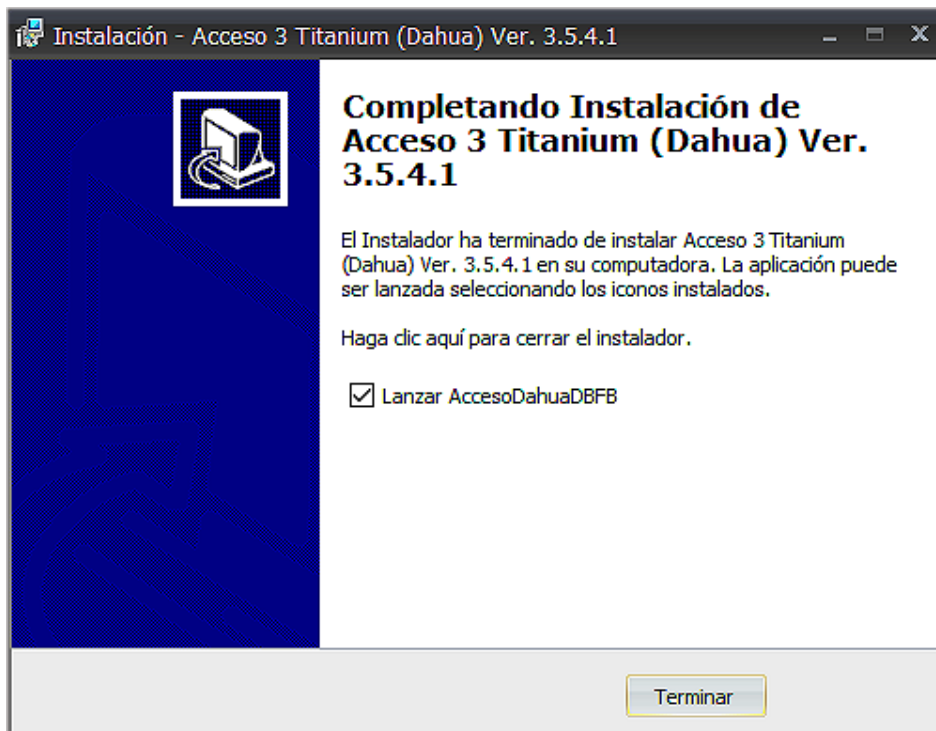 Instalación - Acceso 3 Titanium (Dahua) Ver. 3.5.4.1
Completando Instalación de
Acceso 3 Titanium (Dahua) Ver.
3.5.4.1
El Instalador ha terminado de instalar Acceso 3 Titanium
(Dahua) Ver. 3.5.4.1 en su computadora. La aplicación puede
ser lanzada seleccionando los iconos instalados.
Haga clic aquí para cerrar el instalador.
Lanzar AccesoDahuaDBFB
Terminar